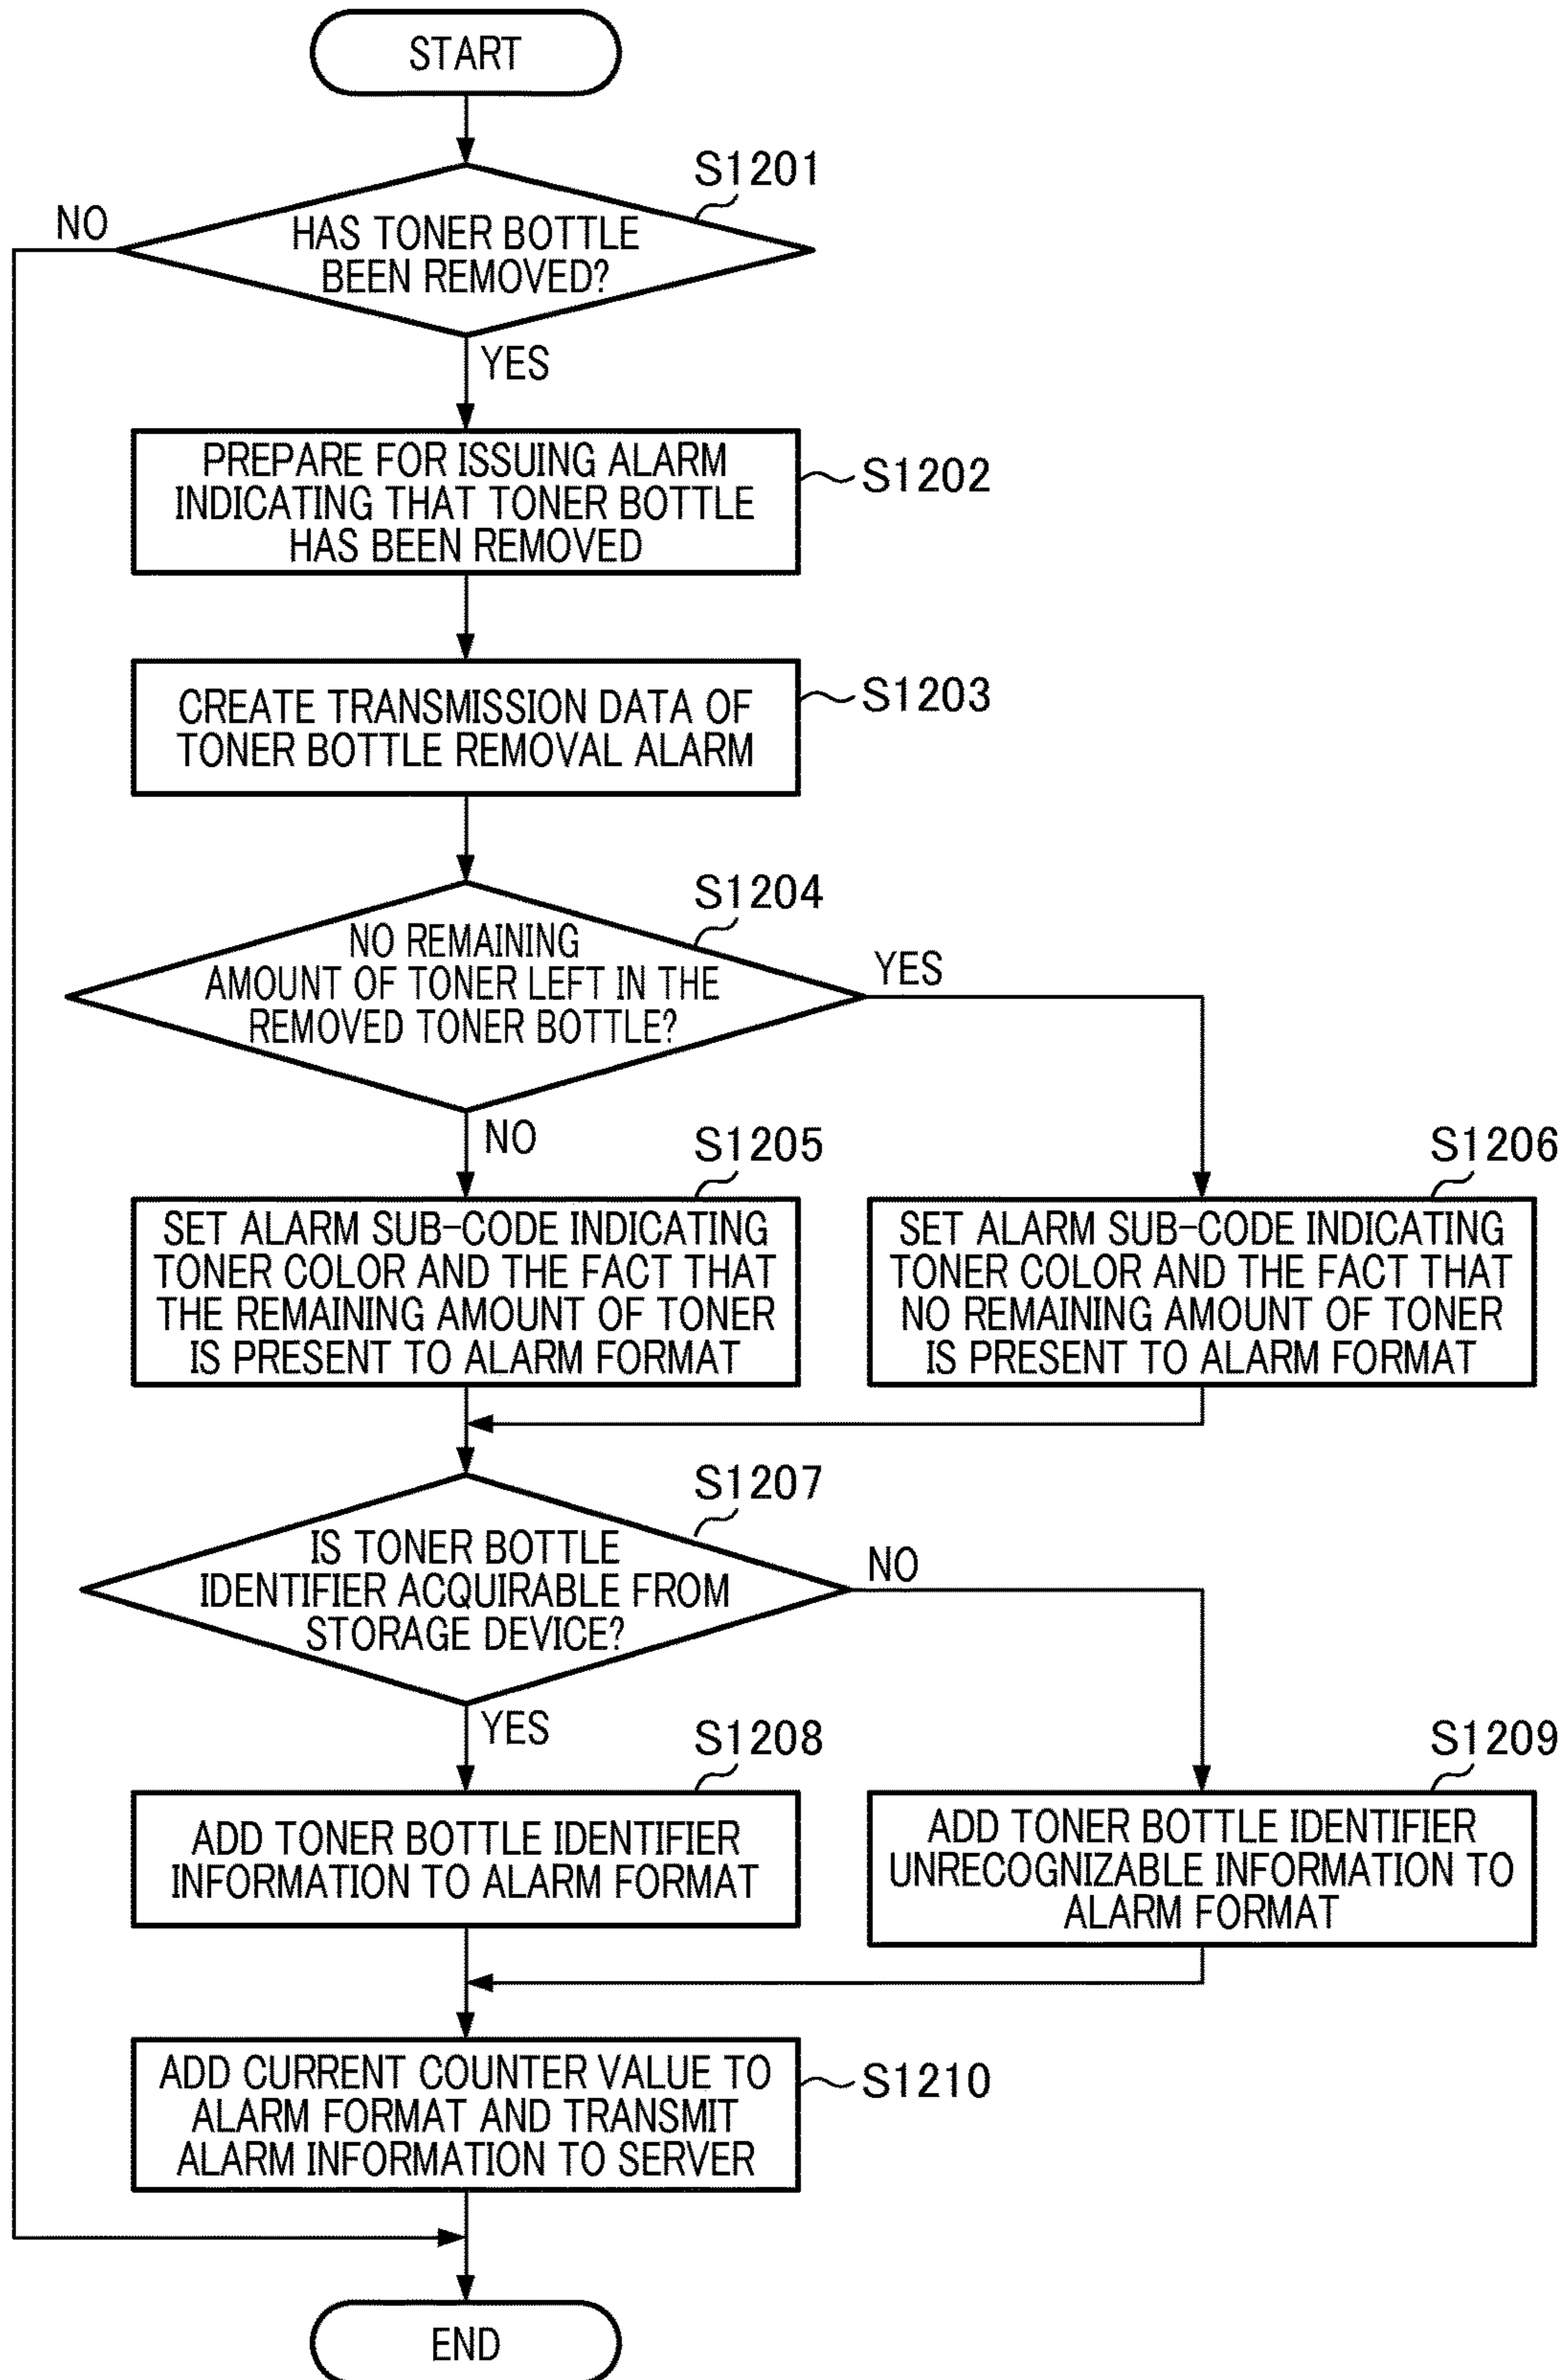 START
S1201
NO
HAS TONER BOTTLE
BEEN REMOVED?
YES
PREPARE FOR ISSUING ALARM
INDICATING THAT TONER BOTTLE
HAS BEEN REMOVED
S1202
CREATE TRANSMISSION DATA OF
TONER BOTTLE REMOVAL ALARM
S1203
S1204
NO REMAINING
AMOUNT OF TONER LEFT IN THE
REMOVED TONER BOTTLE?
YES
NO
S1205
SET ALARM SUB-CODE INDICATING
TONER COLOR AND THE FACT THAT
THE REMAINING AMOUNT OF TONER
IS PRESENT TO ALARM FORMAT
S1206
SET ALARM SUB-CODE INDICATING
TONER COLOR AND THE FACT THAT
NO REMAINING AMOUNT OF TONER
IS PRESENT TO ALARM FORMAT
S1207
IS TONER BOTTLE
IDENTIFIER ACQUIRABLE FROM
STORAGE DEVICE?
NO
YES
S1208
ADD TONER BOTTLE IDENTIFIER
INFORMATION TO ALARM FORMAT
S1209
ADD TONER BOTTLE IDENTIFIER
UNRECOGNIZABLE INFORMATION TO
ALARM FORMAT
ADD CURRENT COUNTER VALUE TO
ALARM FORMAT AND TRANSMIT
ALARM INFORMATION TO SERVER
S1210
END